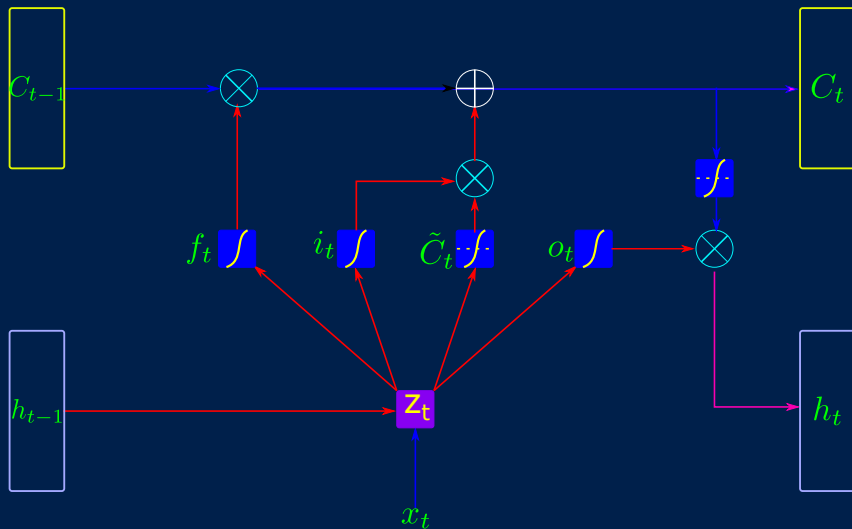 C_{t-1}
C_t
f_t
i_t
C̃_t
o_t
h_{t-1}
z_t
h_t
x_t